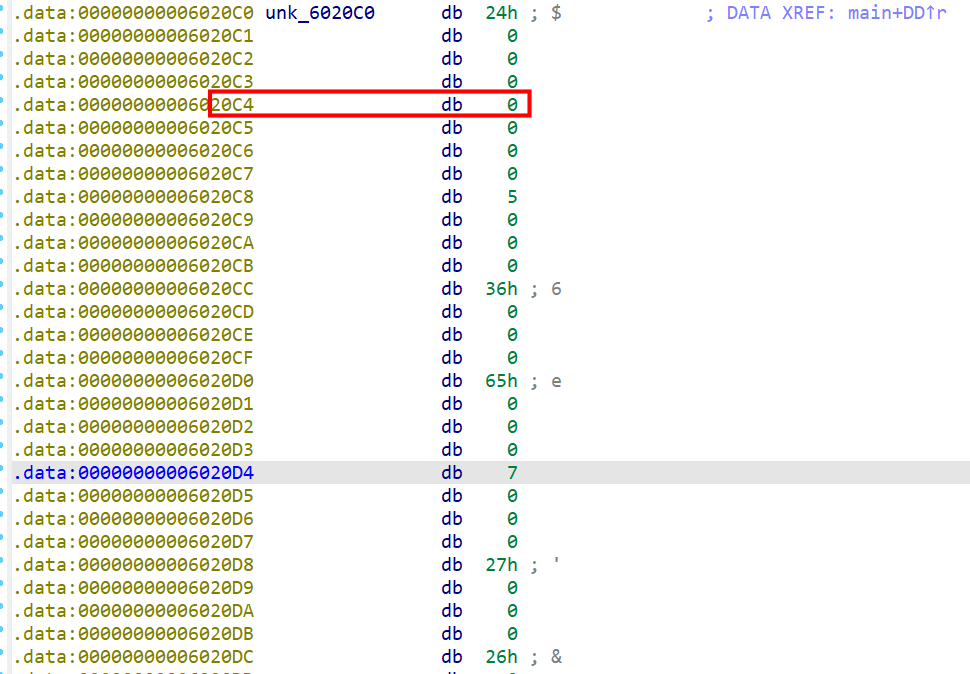 .data:00000000006020C0 unk_6020C0 db 24h ; $ ; DATA XREF: main+DD↑r
.data:00000000006020C1 db 0
.data:00000000006020C2 db 0
.data:00000000006020C3 db 0
.data:00000000006020C4 db 0
.data:00000000006020C5 db 0
.data:00000000006020C6 db 0
.data:00000000006020C7 db 0
.data:00000000006020C8 db 5
.data:00000000006020C9 db 0
.data:00000000006020CA db 0
.data:00000000006020CB db 0
.data:00000000006020CC db 36h ; 6
.data:00000000006020CD db 0
.data:00000000006020CE db 0
.data:00000000006020CF db 0
.data:00000000006020D0 db 65h ; e
.data:00000000006020D1 db 0
.data:00000000006020D2 db 0
.data:00000000006020D3 db 0
.data:00000000006020D4 db 7
.data:00000000006020D5 db 0
.data:00000000006020D6 db 0
.data:00000000006020D7 db 0
.data:00000000006020D8 db 27h ; '
.data:00000000006020D9 db 0
.data:00000000006020DA db 0
.data:00000000006020DB db 0
.data:00000000006020DC db 26h ; &